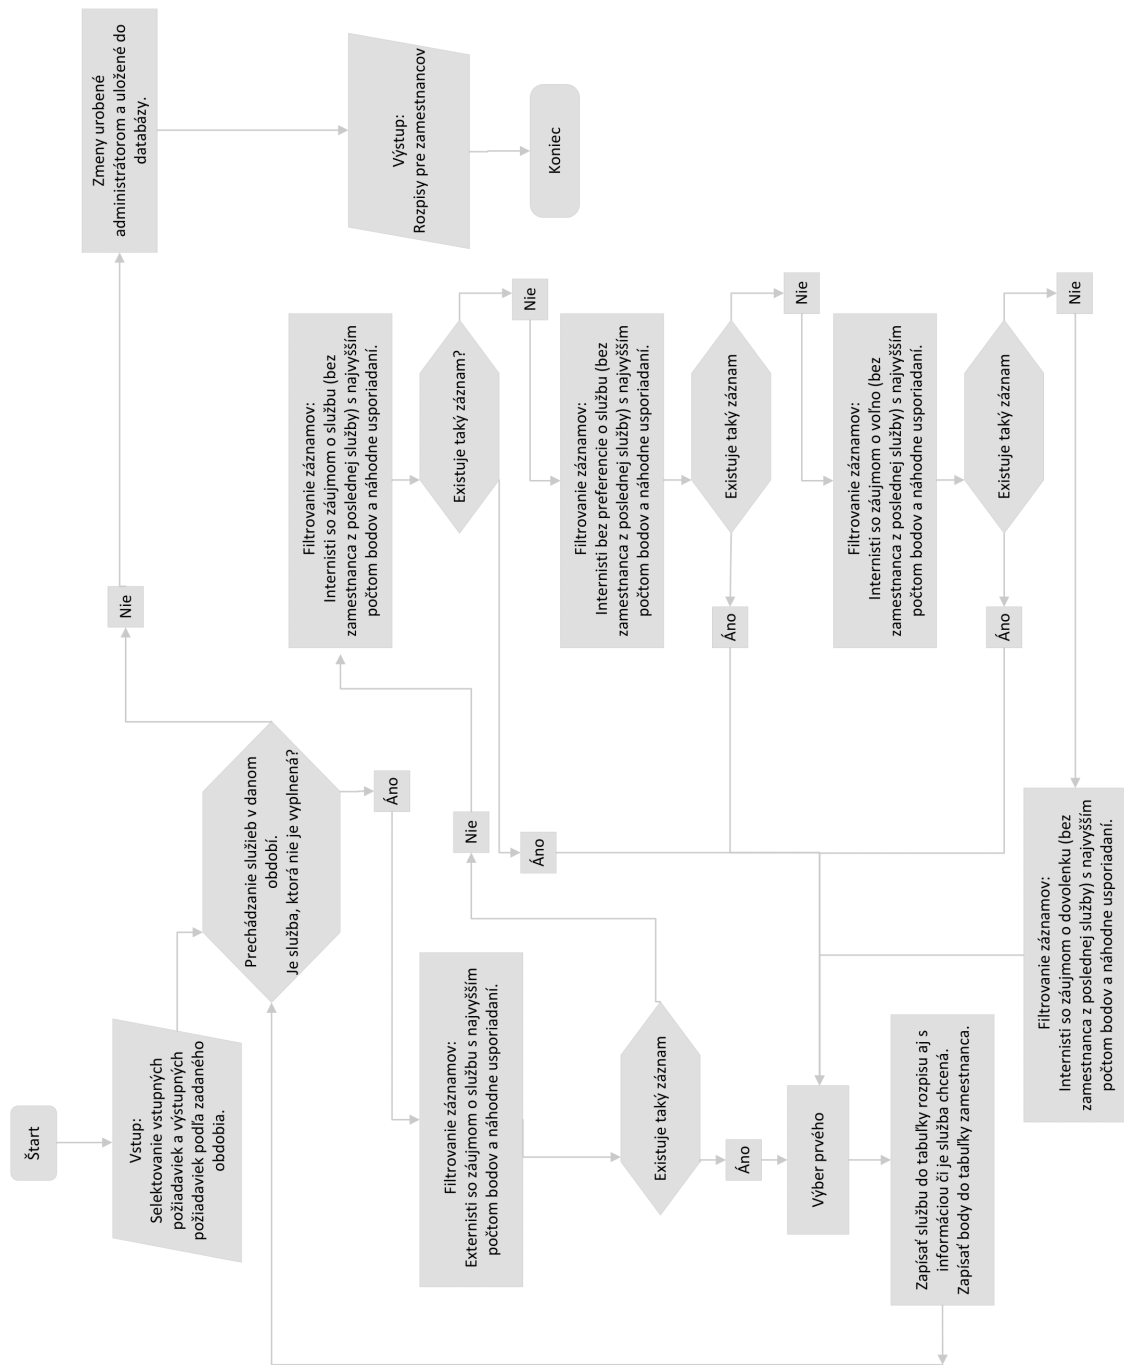 Štart
Vstup:
Selektovanie vstupných
požiadaviek a výstupných
požiadaviek podľa zadaného
obdobia.
Prechádzanie služieb v danom
období.
Je služba, ktorá nie je vyplnená?
Nie
Zmeny urobené
administrátorom a uložené do
databázy.
Výstup:
Rozpisy pre zamestnancov
Koniec
Áno
Filtrovanie záznamov:
Externisti so záujmom o službu s najvyšším
počtom bodov a náhodne usporiadaní.
Existuje taký záznam
Nie
Áno
Filtrovanie záznamov:
Internisti so záujmom o službu (bez
zamestnanca z poslednej služby) s najvyšším
počtom bodov a náhodne usporiadaní.
Existuje taký záznam?
Nie
Áno
Filtrovanie záznamov:
Internisti bez preferencie o službu (bez
zamestnanca z poslednej služby) s najvyšším
počtom bodov a náhodne usporiadaní.
Existuje taký záznam
Nie
Áno
Filtrovanie záznamov:
Internisti so záujmom o voľno (bez
zamestnanca z poslednej služby) s najvyšším
počtom bodov a náhodne usporiadaní.
Existuje taký záznam
Nie
Áno
Filtrovanie záznamov:
Internisti so záujmom o dovolenku (bez
zamestnanca z poslednej služby) s najvyšším
počtom bodov a náhodne usporiadaní.
Výber prvého
Zapísať službu do tabuľky rozpisu aj s
informáciou či je služba chcená.
Zapísať body do tabuľky zamestnanca.